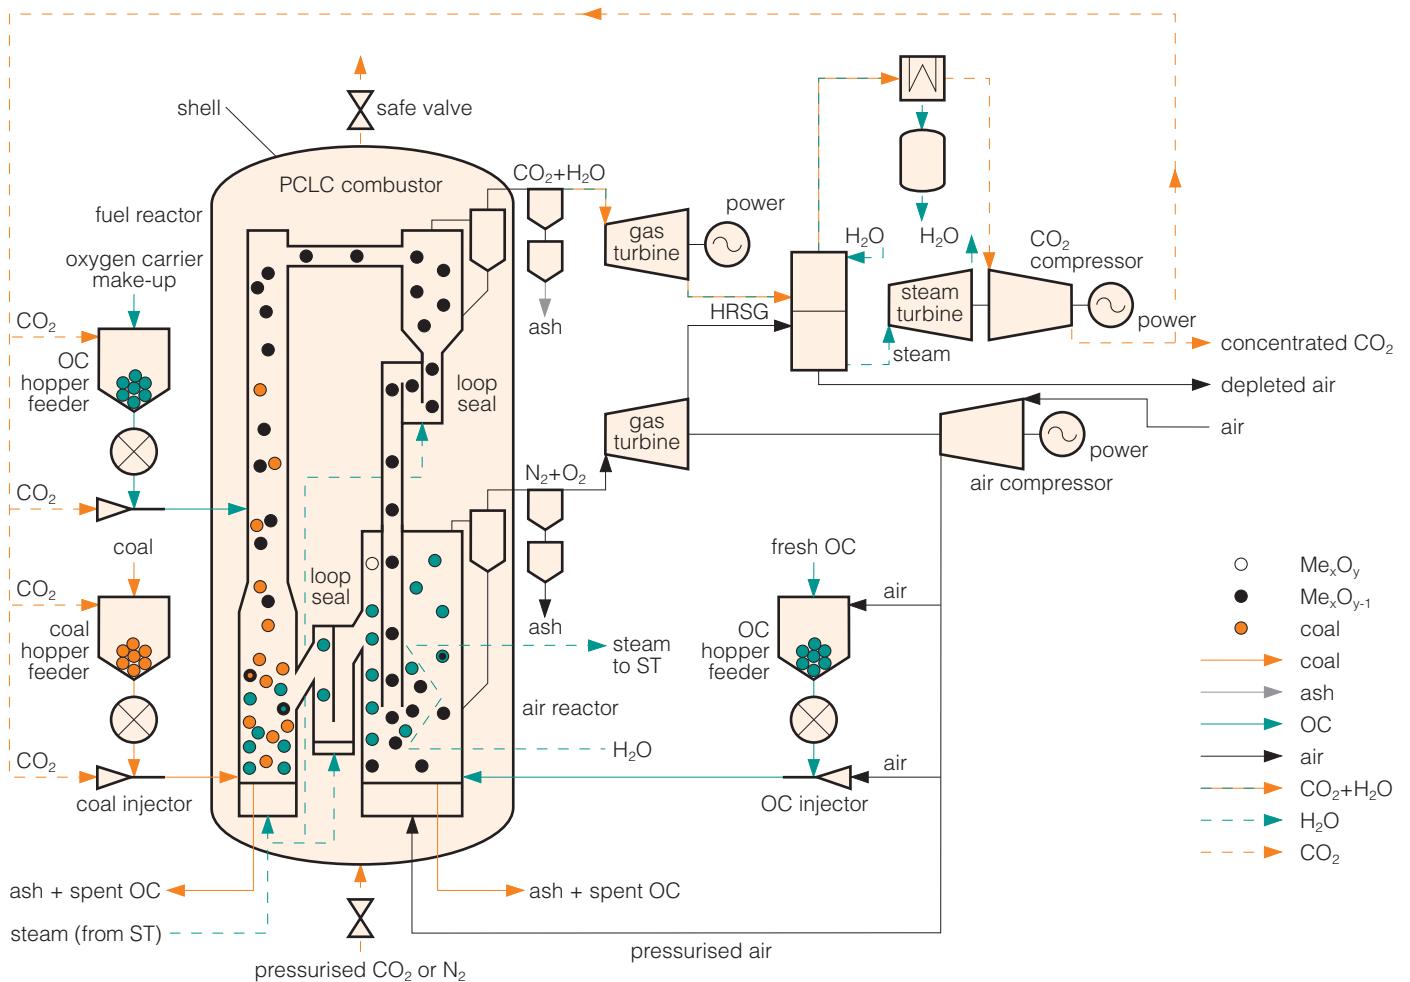 shell
safe valve
PCLC combustor
fuel reactor
CO₂+H₂O
power
gas
turbine
H₂O
H₂O
CO₂
compressor
oxygen carrier
make-up
CO₂
OC
hopper
feeder
ash
HRSG
steam
turbine
power
steam
concentrated CO₂
depleted air
loop
seal
gas
turbine
air
power
air compressor
CO₂
N₂+O₂
coal
fresh OC
CO₂
loop
seal
air
coal
hopper
feeder
ash
steam
to ST
OC
hopper
feeder
air reactor
H₂O
CO₂
air
coal injector
OC injector
MeₓOᵧ
MeₓOᵧ₋₁
coal
coal
ash
OC
air
CO₂+H₂O
H₂O
CO₂
ash + spent OC
ash + spent OC
steam (from ST)
pressurised air
pressurised CO₂ or N₂